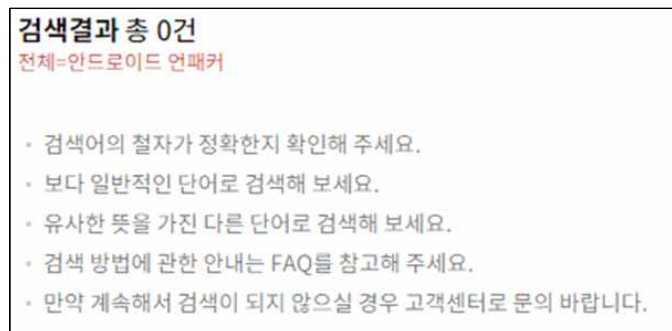 검색결과 총 0건
전체=안드로이드 언패커
◦ 검색어의 철자가 정확한지 확인해 주세요.
◦ 보다 일반적인 단어로 검색해 보세요.
◦ 유사한 뜻을 가진 다른 단어로 검색해 보세요.
◦ 검색 방법에 관한 안내는 FAQ를 참고해 주세요.
◦ 만약 계속해서 검색이 되지 않으실 경우 고객센터로 문의 바랍니다.